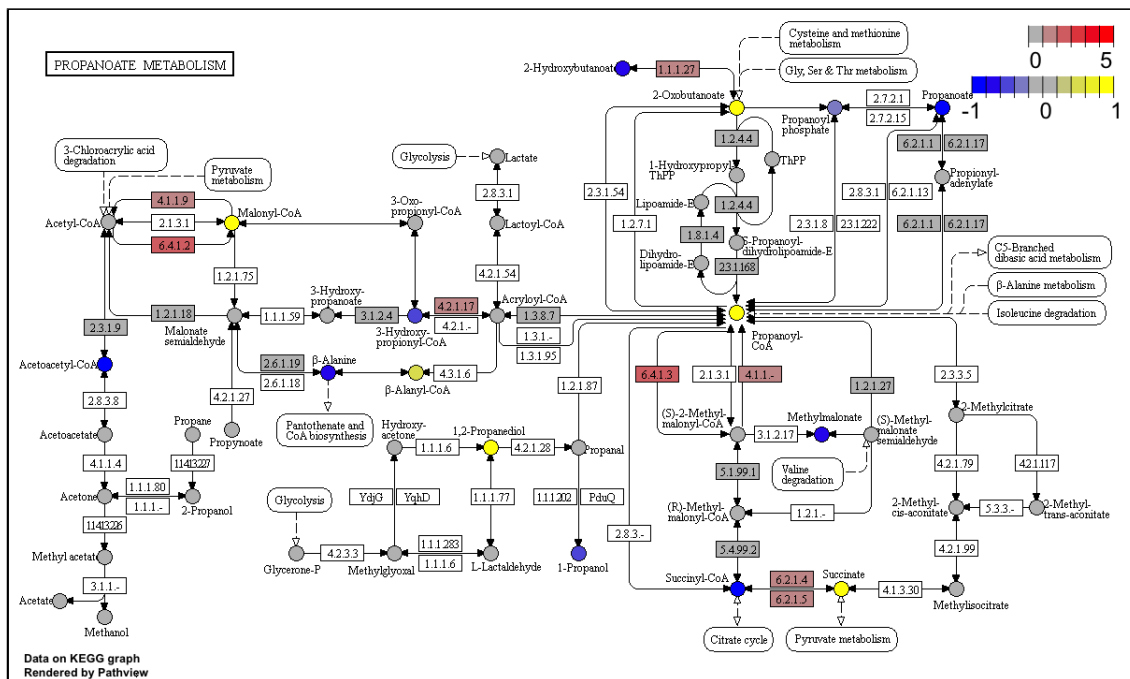 PROPANOATE METABOLISM
Cysteine and methionine
metabolism
Gly, Ser & Thr metabolism
0
5
-1
0
1
2-Hydroxybutanoate
1.1.1.27
2-Oxobutanoate
Propanoyl
phosphate
2.7.2.1
2.7.2.15
Propanoate
3-Chloroacrylic acid
degradation
Pyruvate
metabolism
Glycolysis
Lactate
1.2.4.4
ThPP
1-Hydroxypropyl-
ThPP
6.2.1.1
6.2.1.17
Propionyl-
adenylate
4.1.1.9
Acetyl-CoA
2.1.3.1
Malonyl-CoA
6.4.1.2
3-Oxo-
propionyl-CoA
2.8.3.1
Lactoyl-CoA
2.3.1.54
1.2.7.1
Lipoamide-E
1.2.4.4
1.8.1.4
2.3.1.8
2.3.1.222
2.8.3.1
6.2.1.13
6.2.1.1
6.2.1.17
S-Propanoyl-
dihydrolipoamide-E
Dihydro-
lipoamide-E
2.3.1.168
C5-Branched
dibasic acid metabolism
β-Alanine metabolism
Isoleucine degradation
1.2.1.75
4.2.1.54
3-Hydroxy-
propanoate
4.2.1.17
4.2.1.-
Acryloyl-CoA
1.2.1.18
Malonate
semialdehyde
1.1.1.59
3.1.2.4
3-Hydroxy-
propionyl-CoA
1.3.8.7
1.3.1.-
1.3.1.95
Propanoyl-
CoA
2.3.1.9
Acetoacetyl-CoA
2.6.1.19
2.6.1.18
β-Alanine
β-Alanyl-CoA
4.3.1.6
1.2.1.87
6.4.1.3
2.1.3.1
4.1.1.-
1.2.1.27
2.3.3.5
2.8.3.8
4.2.1.27
Pantothenate and
CoA biosynthesis
Acetoacetate
Propane
Propynoate
Hydroxy-
acetone
1.1.1.6
1,2-Propanediol
4.2.1.28
Propanal
(S)-2-Methyl-
malonyl-CoA
3.1.2.17
Methylmalonate
(S)-Methyl-
malonate
semialdehyde
2-Methylcitrate
4.1.1.4
1.14.13.227
Acetone
1.1.1.80
1.1.1.-
2-Propanol
5.1.99.1
Valine
degradation
4.2.1.79
4.2.1.117
Glycolysis
YdjG
YqhD
1.1.1.77
1.1.1.202
PduQ
(R)-Methyl-
malonyl-CoA
1.2.1.-
2-Methyl-
cis-aconitate
5.3.3.-
2-Methyl-
trans-aconitate
1.14.13.226
Methyl acetate
Glycerone-P
4.2.3.3
Methylglyoxal
1.1.1.283
1.1.1.6
L-Lactaldehyde
1-Propanol
2.8.3.-
5.4.99.2
4.2.1.99
3.1.1.-
Acetate
Methanol
Succinyl-CoA
6.2.1.4
6.2.1.5
Succinate
4.1.3.30
Methylisocitrate
Citrate cycle
Pyruvate metabolism
Data on KEGG graph
Rendered by Pathview